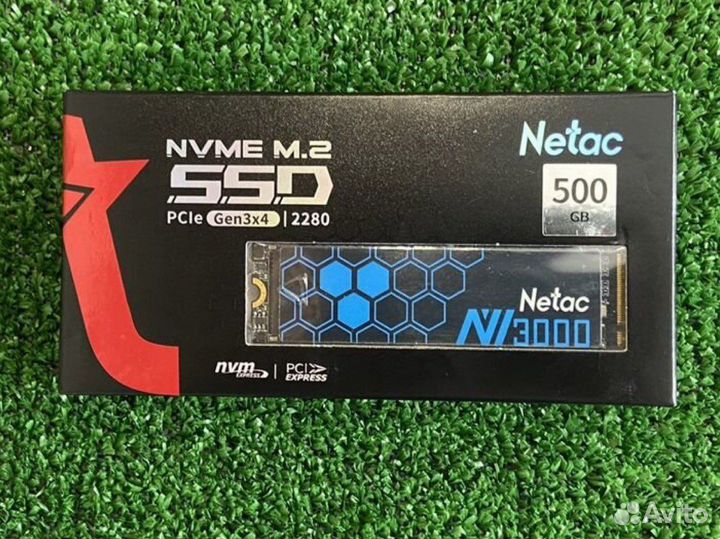 NVME M.2
SSD
PCIe Gen3x4 | 2280
Netac
500
GB
Netac
NV3000
nvm
EXPRESS
PCI
EXPRESS
Avito